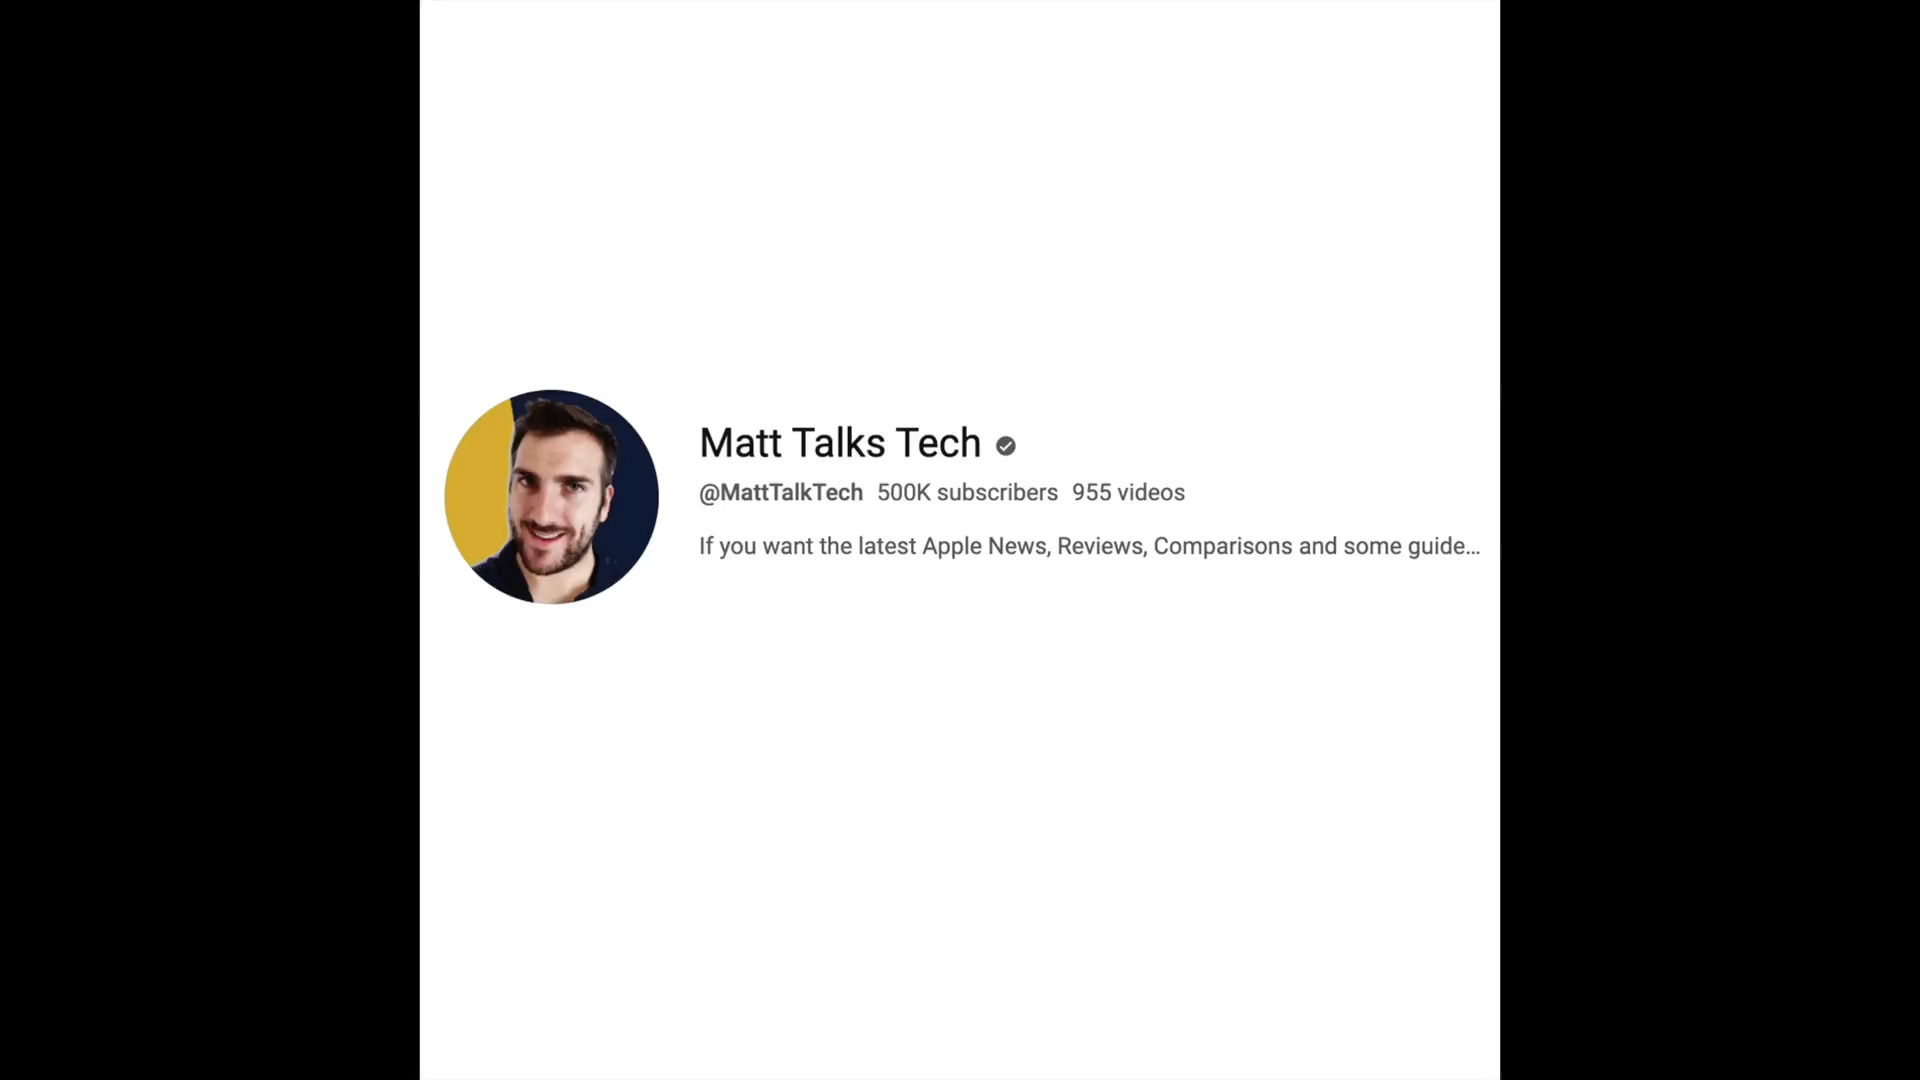 Matt Talks Tech
@MattTalkTech 500K subscribers 955 videos
If you want the latest Apple News, Reviews, Comparisons and some guide...